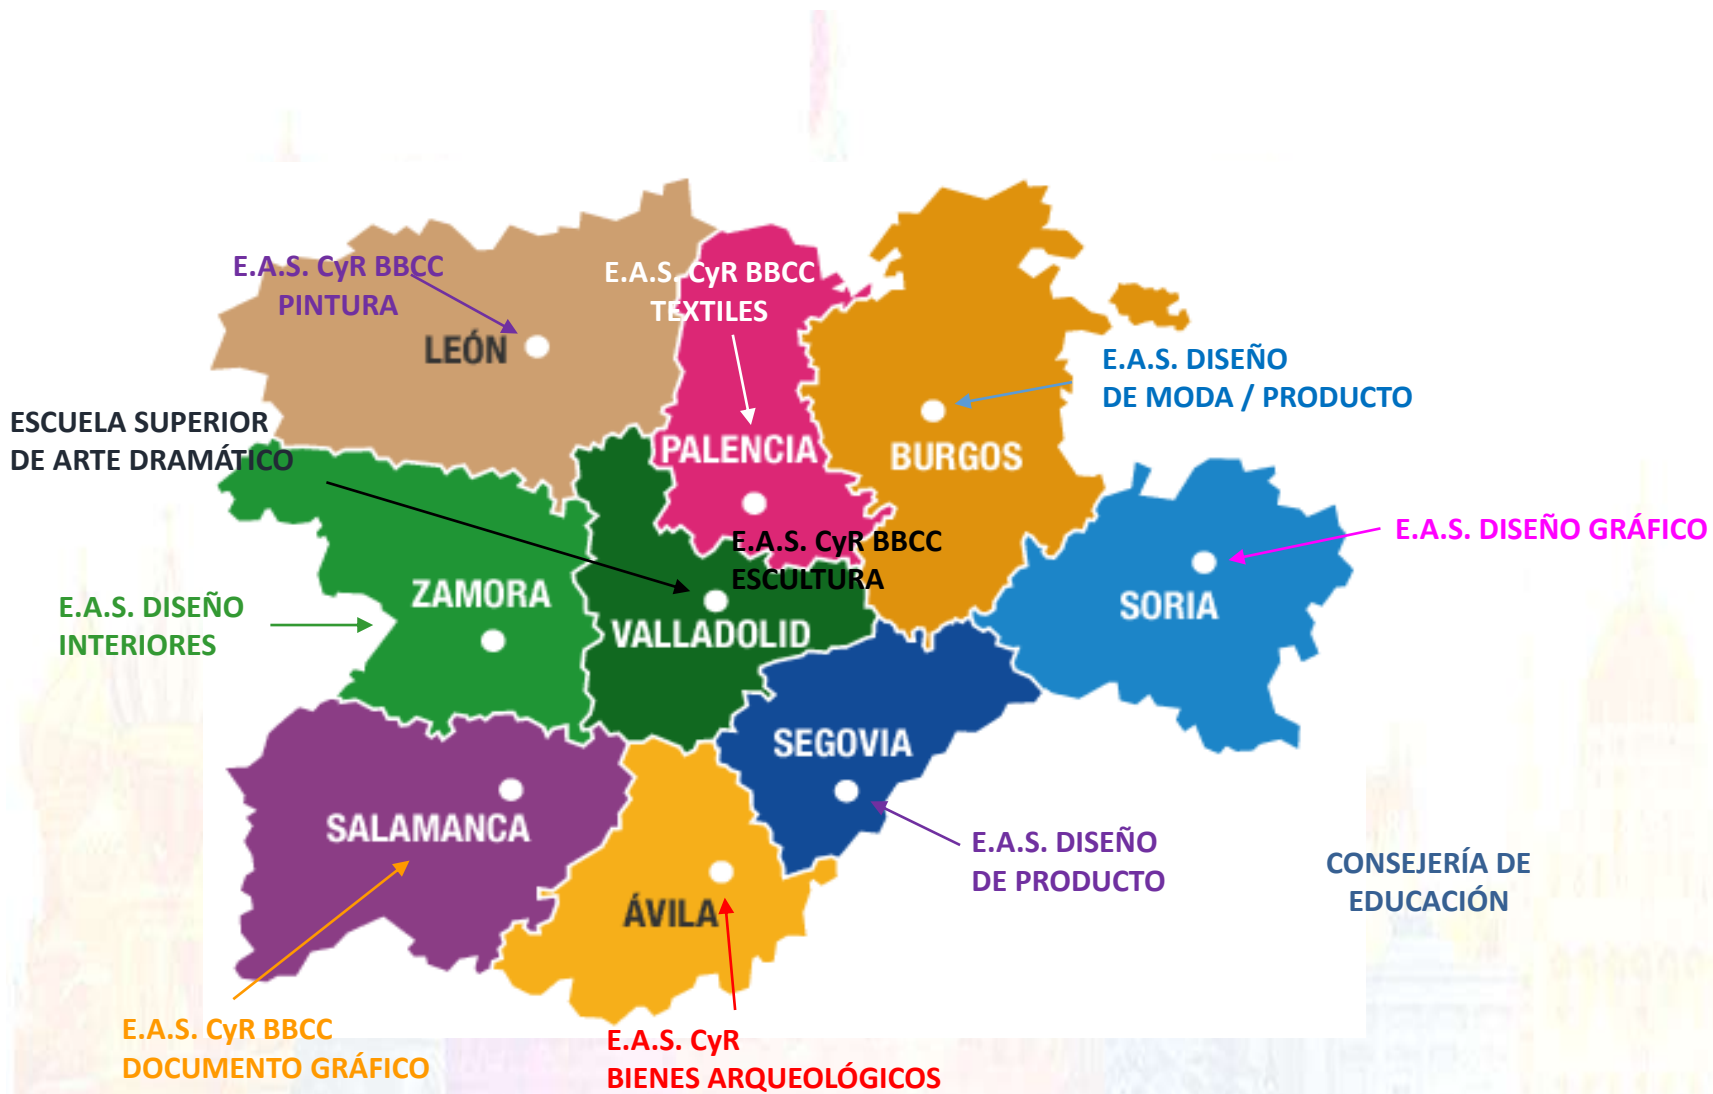 E.A.S. CyR BBCC
PINTURA
E.A.S. CyR BBCC
TEXTILES
LEÓN
E.A.S. DISEÑO
DE MODA / PRODUCTO
ESCUELA SUPERIOR
DE ARTE DRAMÁTICO
PALENCIA
BURGOS
E.A.S. DISEÑO GRÁFICO
E.A.S. CyR BBCC
ESCULTURA
ZAMORA
SORIA
E.A.S. DISEÑO
INTERIORES
VALLADOLID
SEGOVIA
SALAMANCA
E.A.S. DISEÑO
DE PRODUCTO
CONSEJERÍA DE
EDUCACIÓN
ÁVILA
E.A.S. CyR BBCC
DOCUMENTO GRÁFICO
E.A.S. CyR
BIENES ARQUEOLÓGICOS